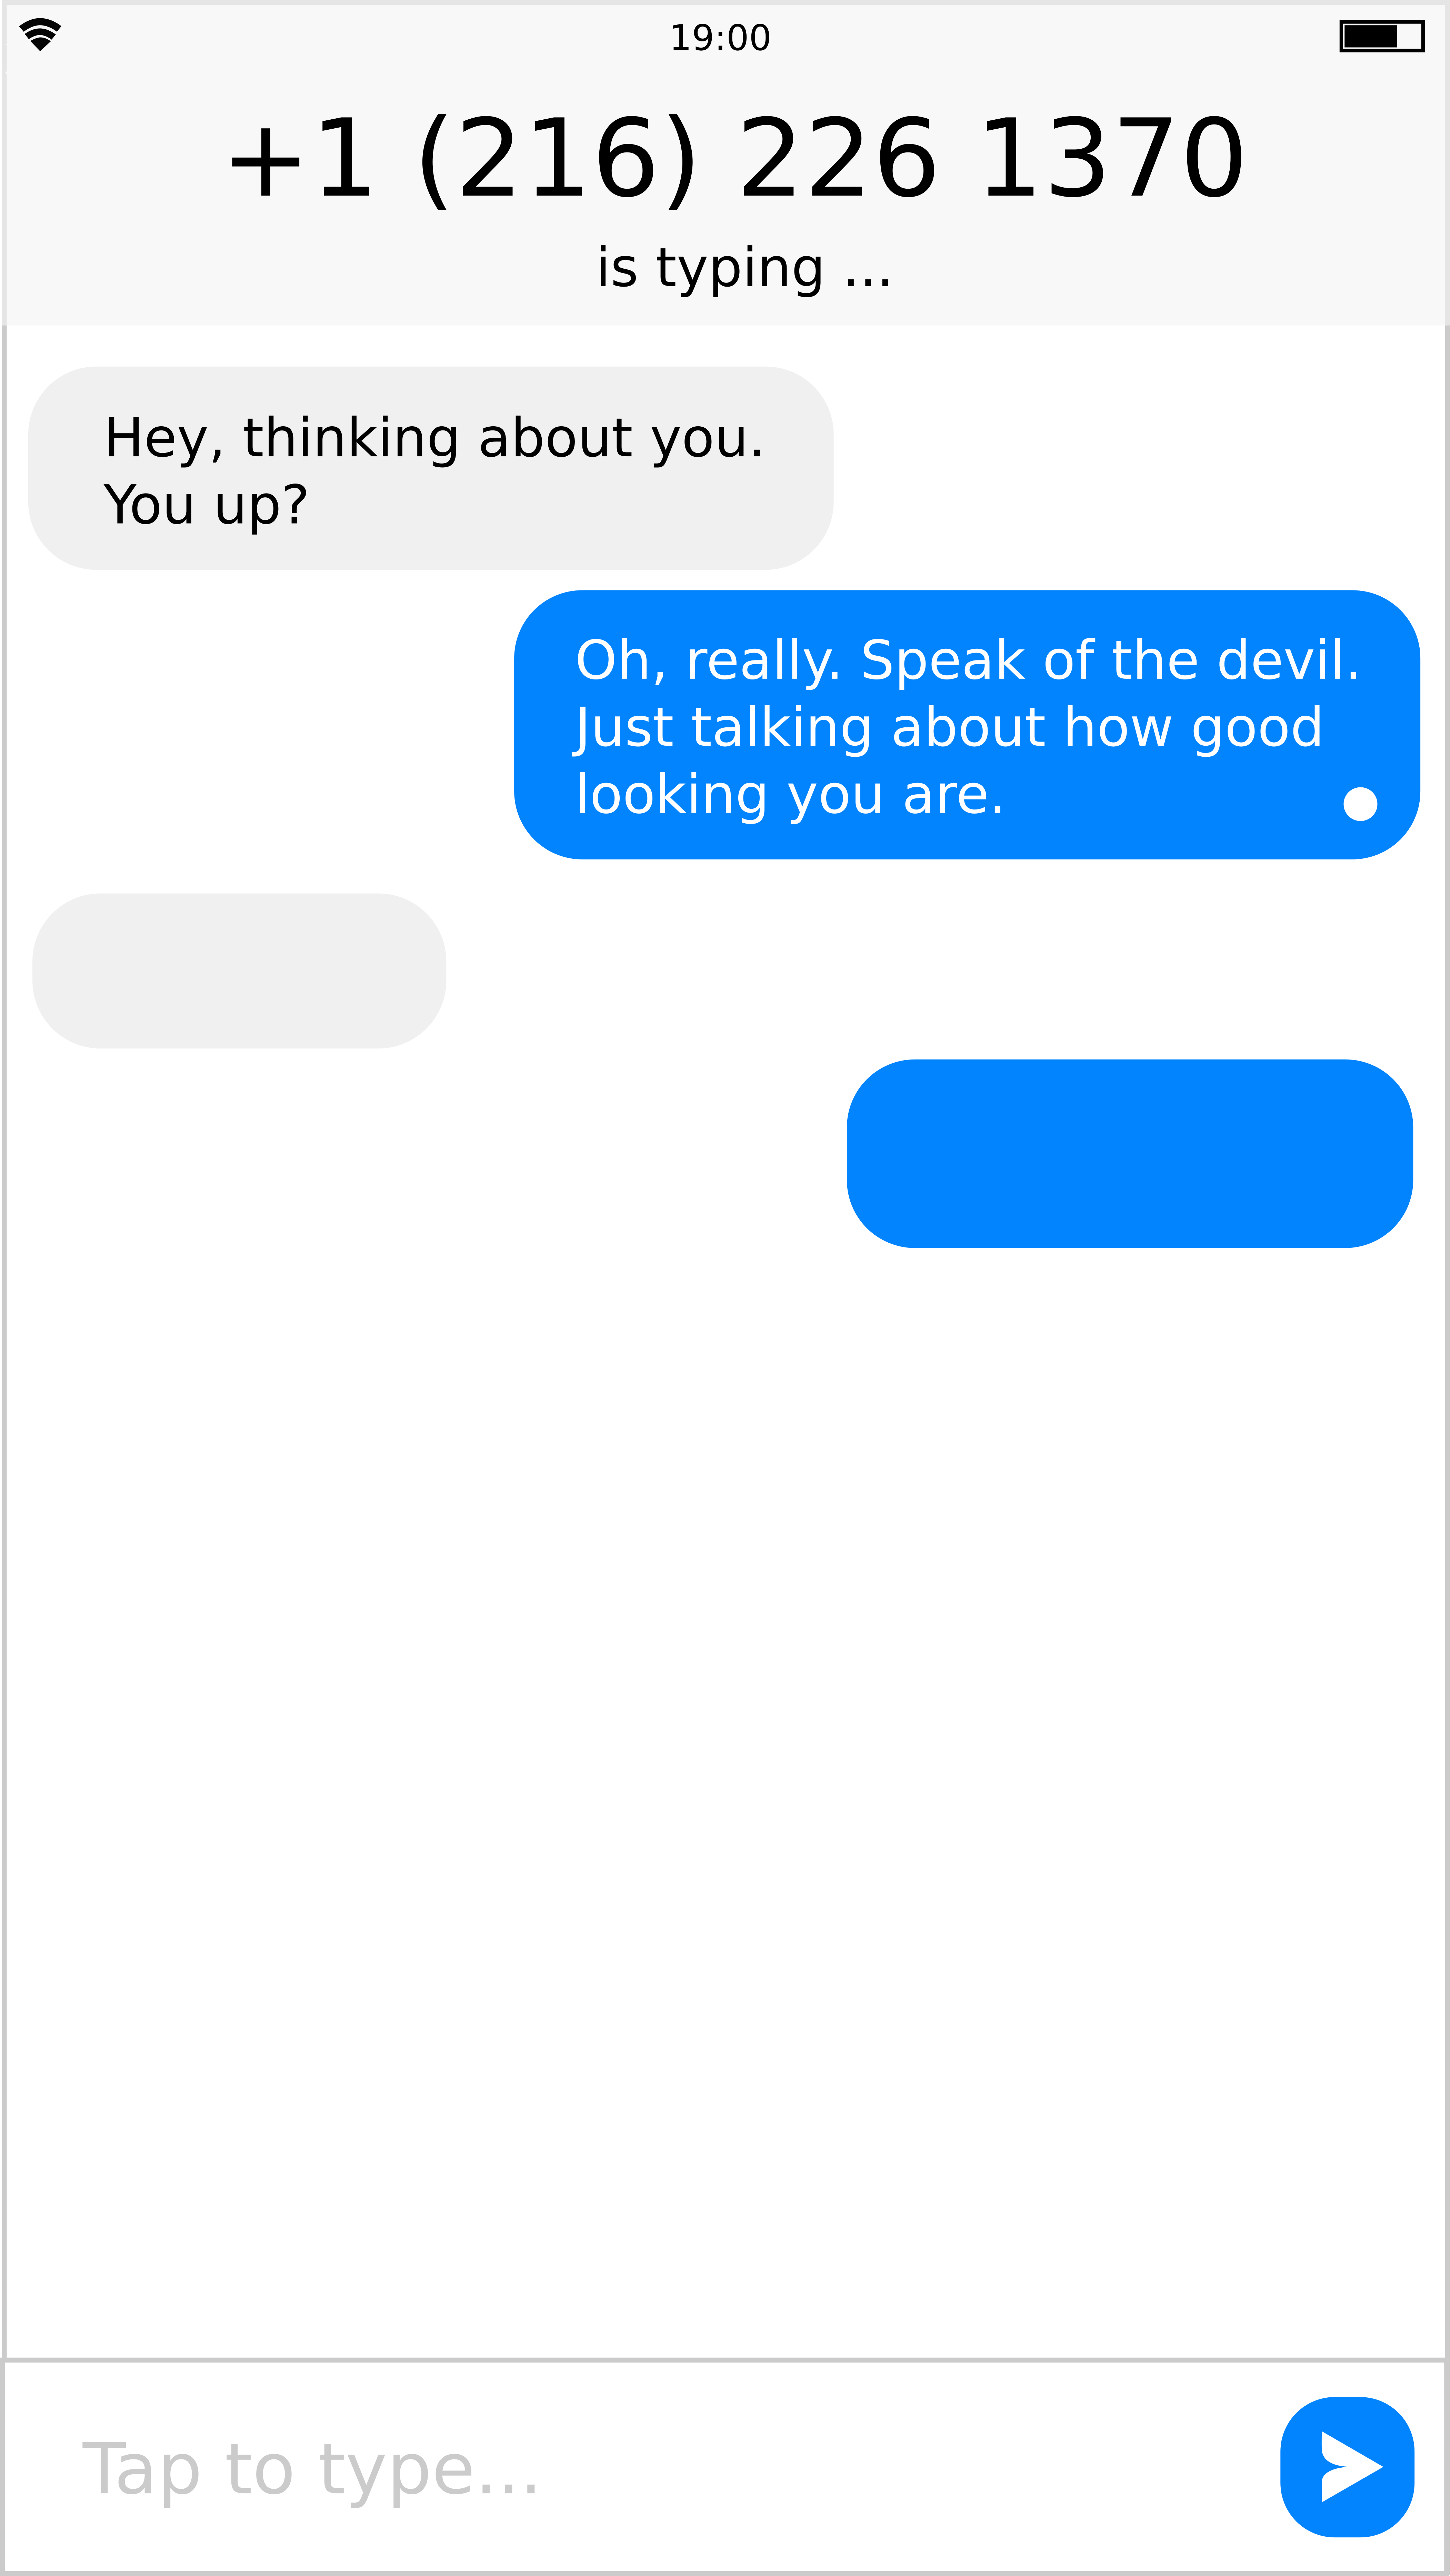 19:00
+1 (216) 226 1370
is typing ...
Hey, thinking about you.
You up?
Oh, really. Speak of the devil.
Just talking about how good
looking you are.
Tap to type...